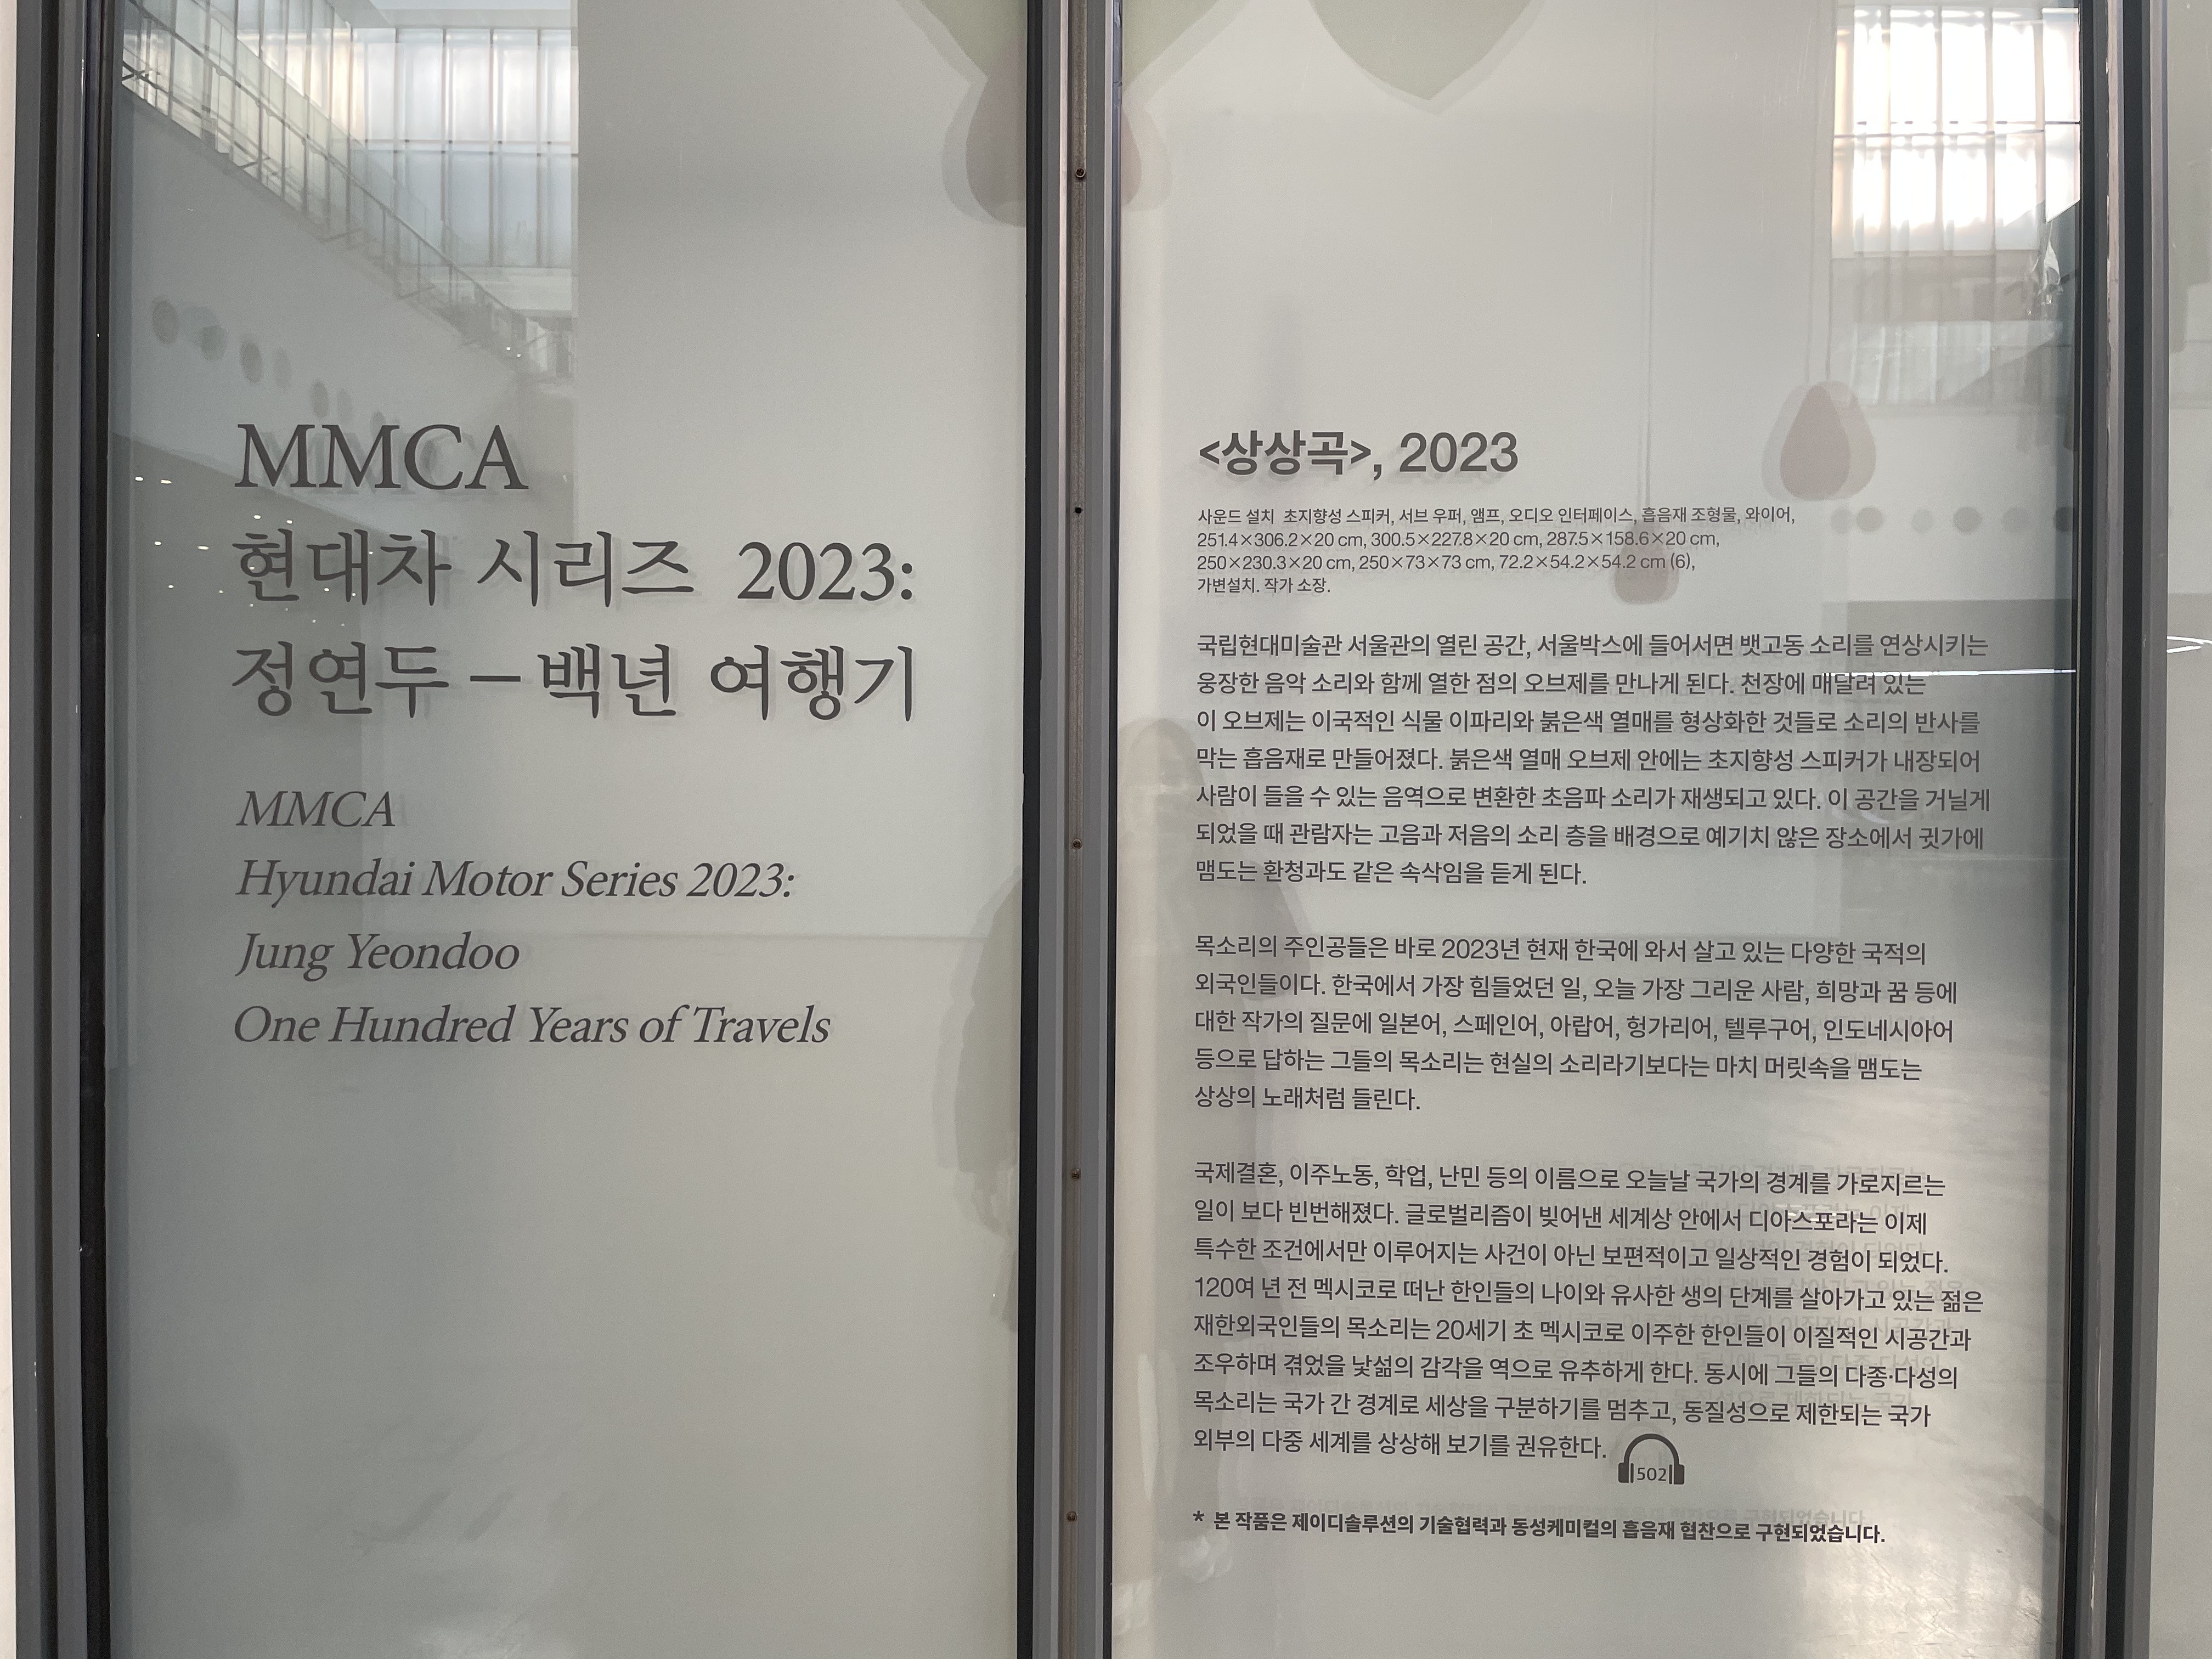 MMCA
현대차 시리즈 2023:
정연두 – 백년 여행기
MMCA
Hyundai Motor Series 2023:
Jung Yeondoo
One Hundred Years of Travels
<상상곡>, 2023
사운드 설치 초지향성 스피커, 서브 우퍼, 앰프, 오디오 인터페이스, 흡음재 조형물, 와이어,
251.4×306.2×20 cm, 300.5×227.8×20 cm, 287.5×158.6×20 cm,
250×230.3×20 cm, 250×73×73 cm, 72.2×54.2×54.2 cm (6),
가변설치. 작가 소장.
국립현대미술관 서울관의 열린 공간, 서울박스에 들어서면 뱃고동 소리를 연상시키는
웅장한 음악 소리와 함께 열한 점의 오브제를 만나게 된다. 천장에 매달려 있는
이 오브제는 이국적인 식물 이파리와 붉은색 열매를 형상화한 것들로 소리의 반사를
막는 흡음재로 만들어졌다. 붉은색 열매 오브제 안에는 초지향성 스피커가 내장되어
사람이 들을 수 있는 음역으로 변환한 초음파 소리가 재생되고 있다. 이 공간을 거닐게
되었을 때 관람자는 고음과 저음의 소리 층을 배경으로 예기치 않은 장소에서 귓가에
맴도는 환청과도 같은 속삭임을 듣게 된다.
목소리의 주인공들은 바로 2023년 현재 한국에 와서 살고 있는 다양한 국적의
외국인들이다. 한국에서 가장 힘들었던 일, 오늘 가장 그리운 사람, 희망과 꿈 등에
대한 작가의 질문에 일본어, 스페인어, 아랍어, 헝가리어, 텔루구어, 인도네시아어
등으로 답하는 그들의 목소리는 현실의 소리라기보다는 마치 머릿속을 맴도는
상상의 노래처럼 들린다.
국제결혼, 이주노동, 학업, 난민 등의 이름으로 오늘날 국가의 경계를 가로지르는
일이 보다 빈번해졌다. 글로벌리즘이 빚어낸 세계상 안에서 디아스포라는 이제
특수한 조건에서만 이루어지는 사건이 아닌 보편적이고 일상적인 경험이 되었다.
120여 년 전 멕시코로 떠난 한인들의 나이와 유사한 생의 단계를 살아가고 있는 젊은
재한외국인들의 목소리는 20세기 초 멕시코로 이주한 한인들이 이질적인 시공간과
조우하며 겪었을 낯섦의 감각을 역으로 유추하게 한다. 동시에 그들의 다종·다성의
목소리는 국가 간 경계로 세상을 구분하기를 멈추고, 동질성으로 제한되는 국가
외부의 다중 세계를 상상해 보기를 권유한다.
502
* 본 작품은 제이디솔루션의 기술협력과 동성케미컬의 흡음재 협찬으로 구현되었습니다.